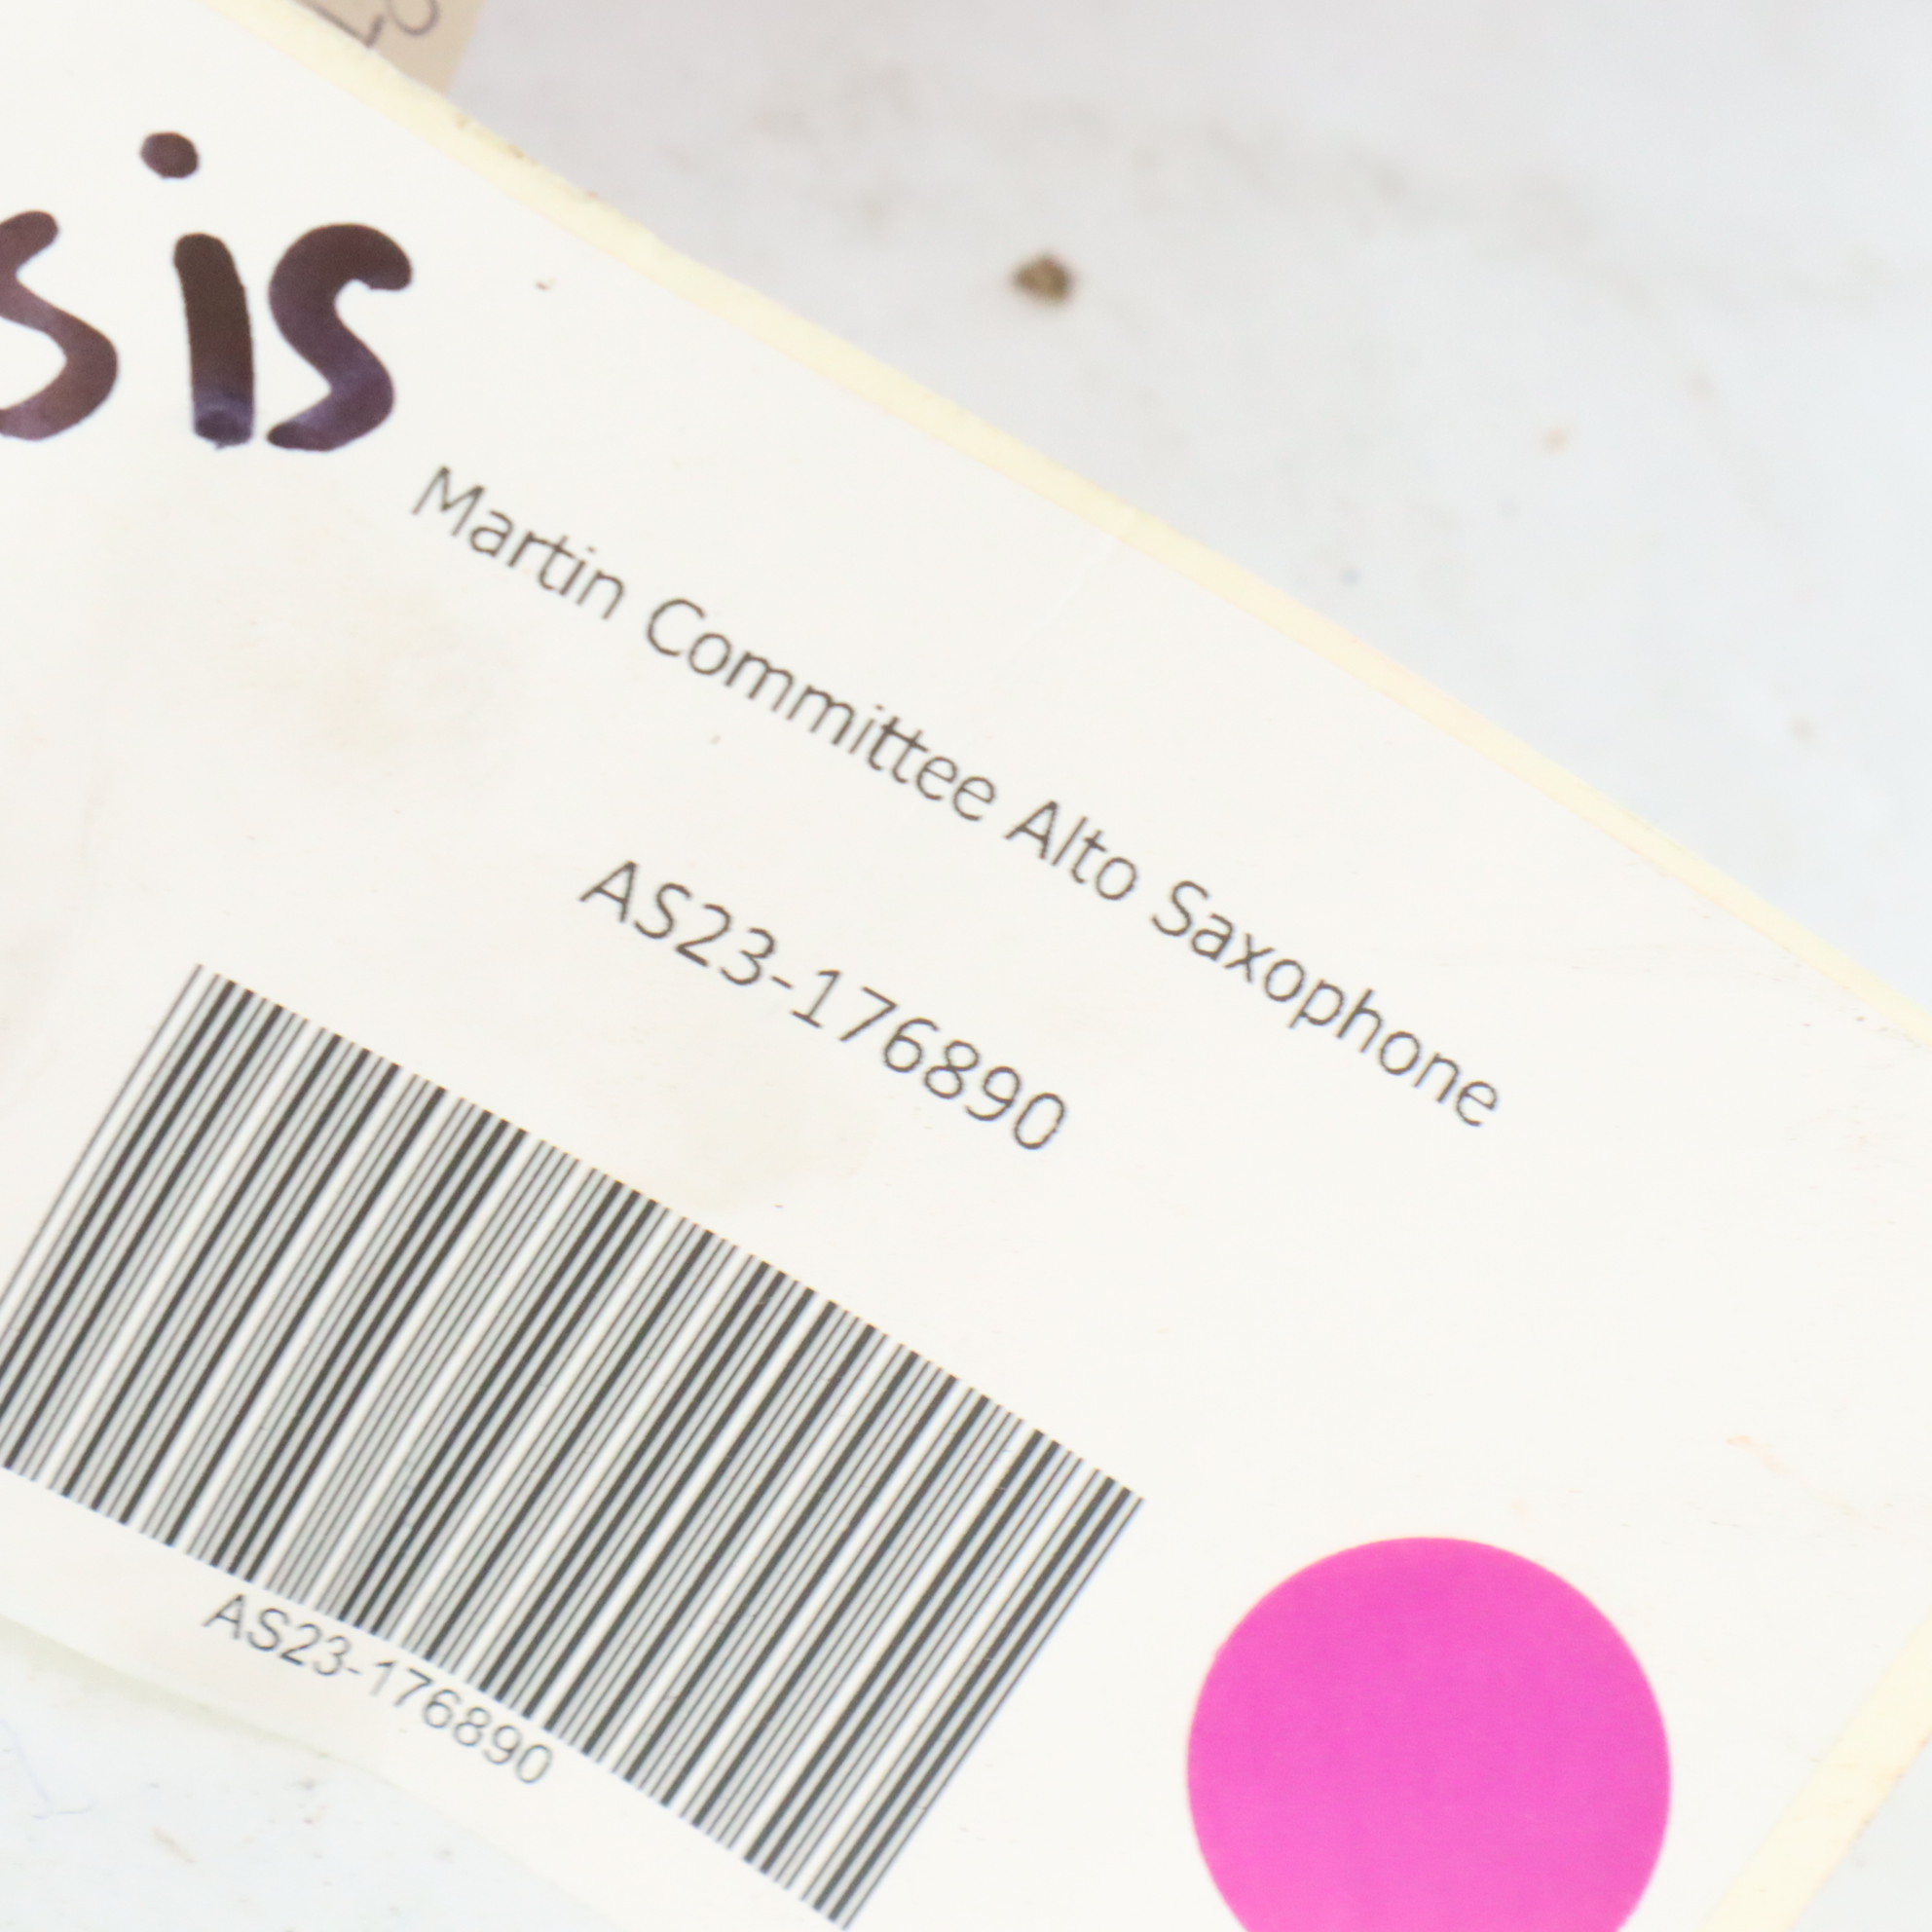 sis
Martin Committee Alto Saxophone
AS23-176890
AS23-176890